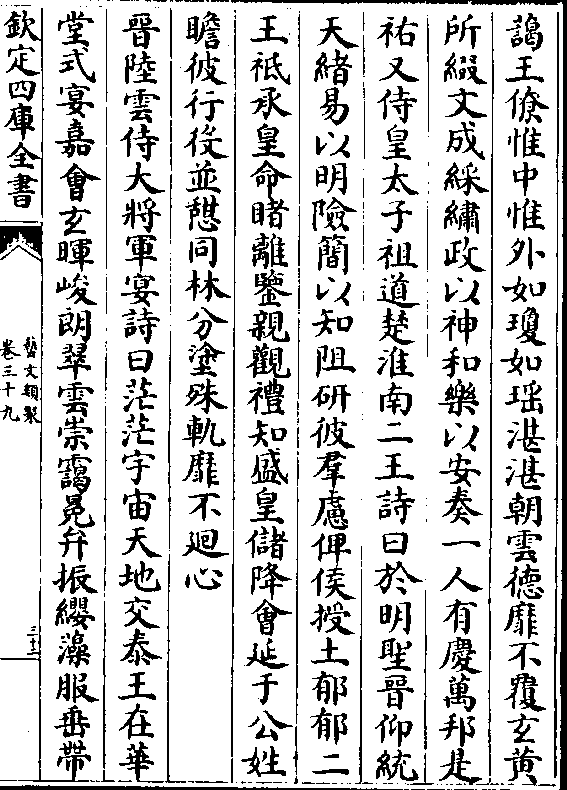 藹王僚惟中惟外如瓊如瑶湛湛朝雲德靡不覆玄黄
所綴文成綵繡政以神和樂以安奏一人有慶萬邦是
祐又侍皇太子祖道楚淮南二王詩曰於明聖晉仰統
天緒易以明險簡以知阻研彼羣慮俾侯授土郁郁二
王祗承皇命睹離鑒親觀禮知盛皇儲降會延于公姓
瞻彼行役並憇同林分塗殊軌靡不廻心
晉陸雲侍大將軍宴詩曰茫茫宇宙天地交泰王在華
堂式宴嘉會玄暉峻朗翠雲崇靄冕弁振纓藻服垂帶
欽定四庫全書
藝文類聚
卷三十九